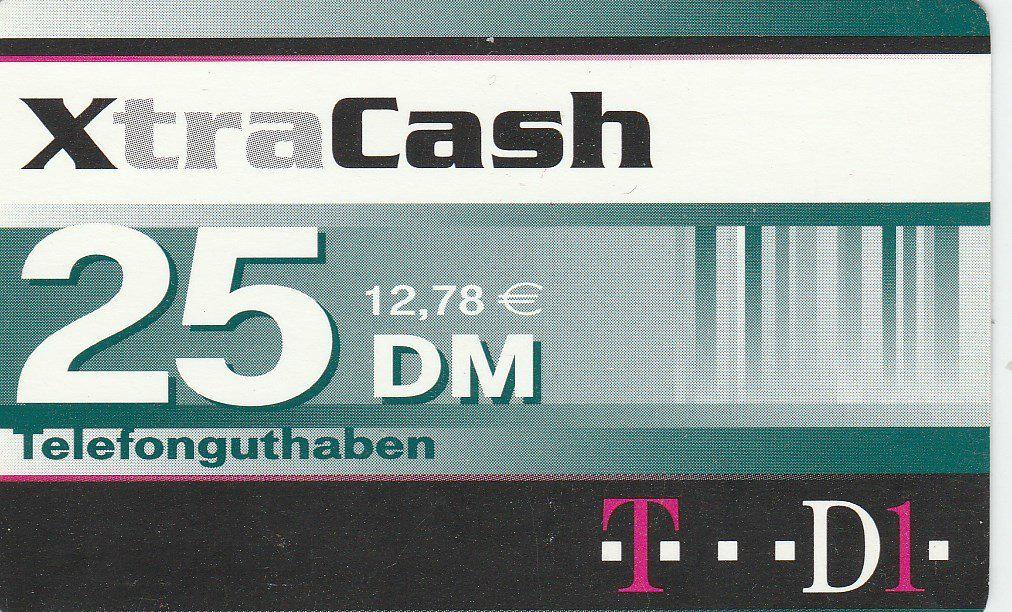 XtraCash
25
12,78 €
DM
Telefonguthaben
·T···D1·